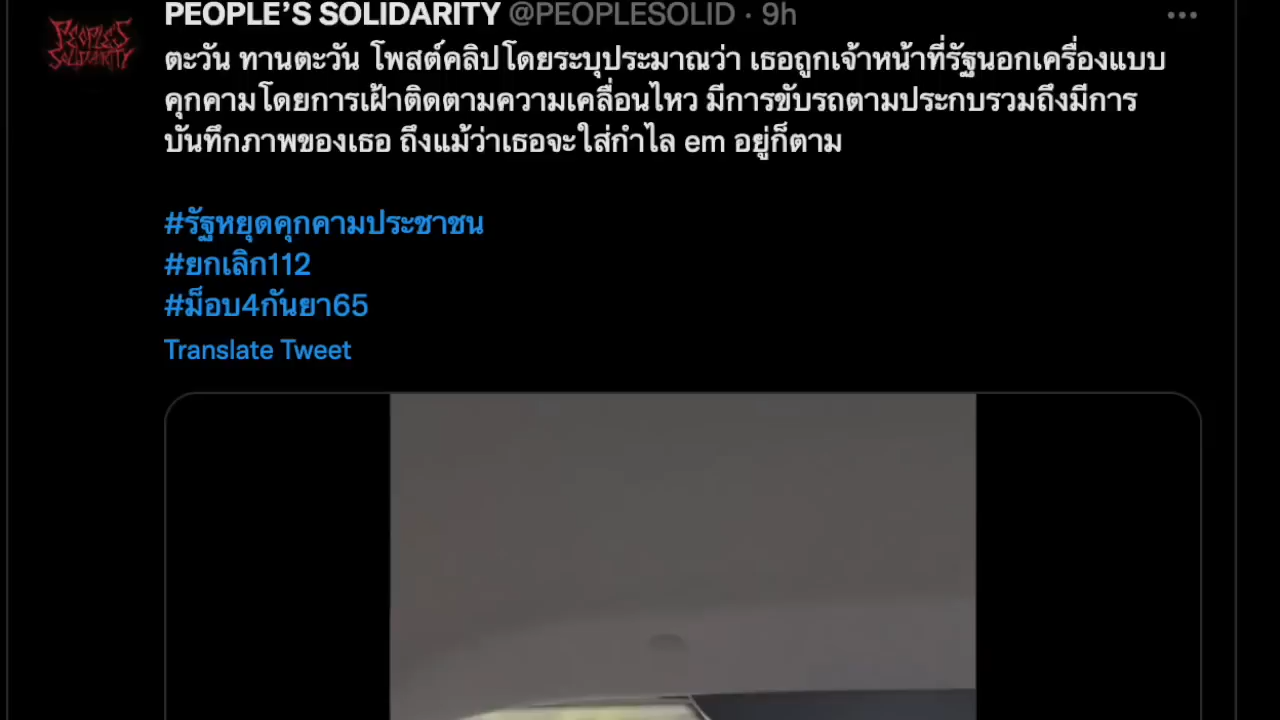 PEOPLE'S SOLIDARITY @PEOPLESOLID · 9h
PEOPLE'S
SOLIDARITY
ตะวัน ทานตะวัน โพสต์คลิปโดยระบุประมาณว่า เธอถูกเจ้าหน้าที่รัฐนอกเครื่องแบบ
คุกคามโดยการเฝ้าติดตามความเคลื่อนไหว มีการขับรถตามประกบรวมถึงมีการ
บันทึกภาพของเธอ ถึงแม้ว่าเธอจะใส่กำไล em อยู่ก็ตาม
#รัฐหยุดคุกคามประชาชน
#ยกเลิก112
#ม็อบ4กันยา65
Translate Tweet